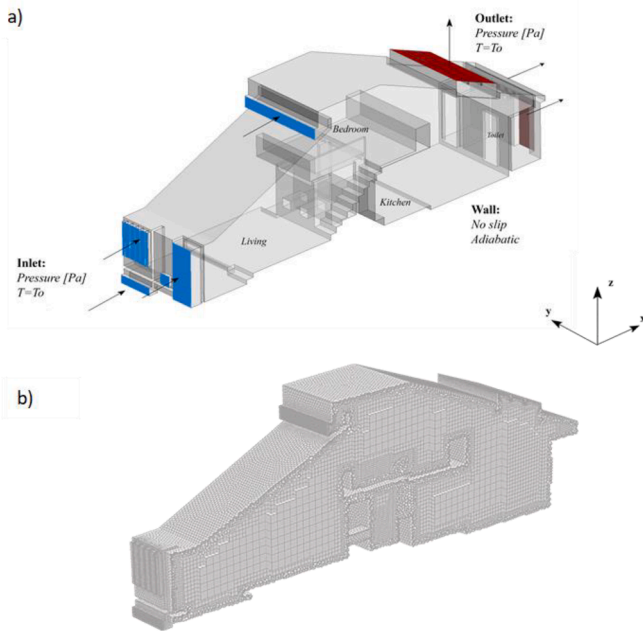 a)
Outlet:
Pressure [Pa]
T=To
Bedroom
Toilet
Kitchen
Wall:
No slip
Adiabatic
Living
Inlet:
Pressure [Pa]
T=To
z
y
x
b)